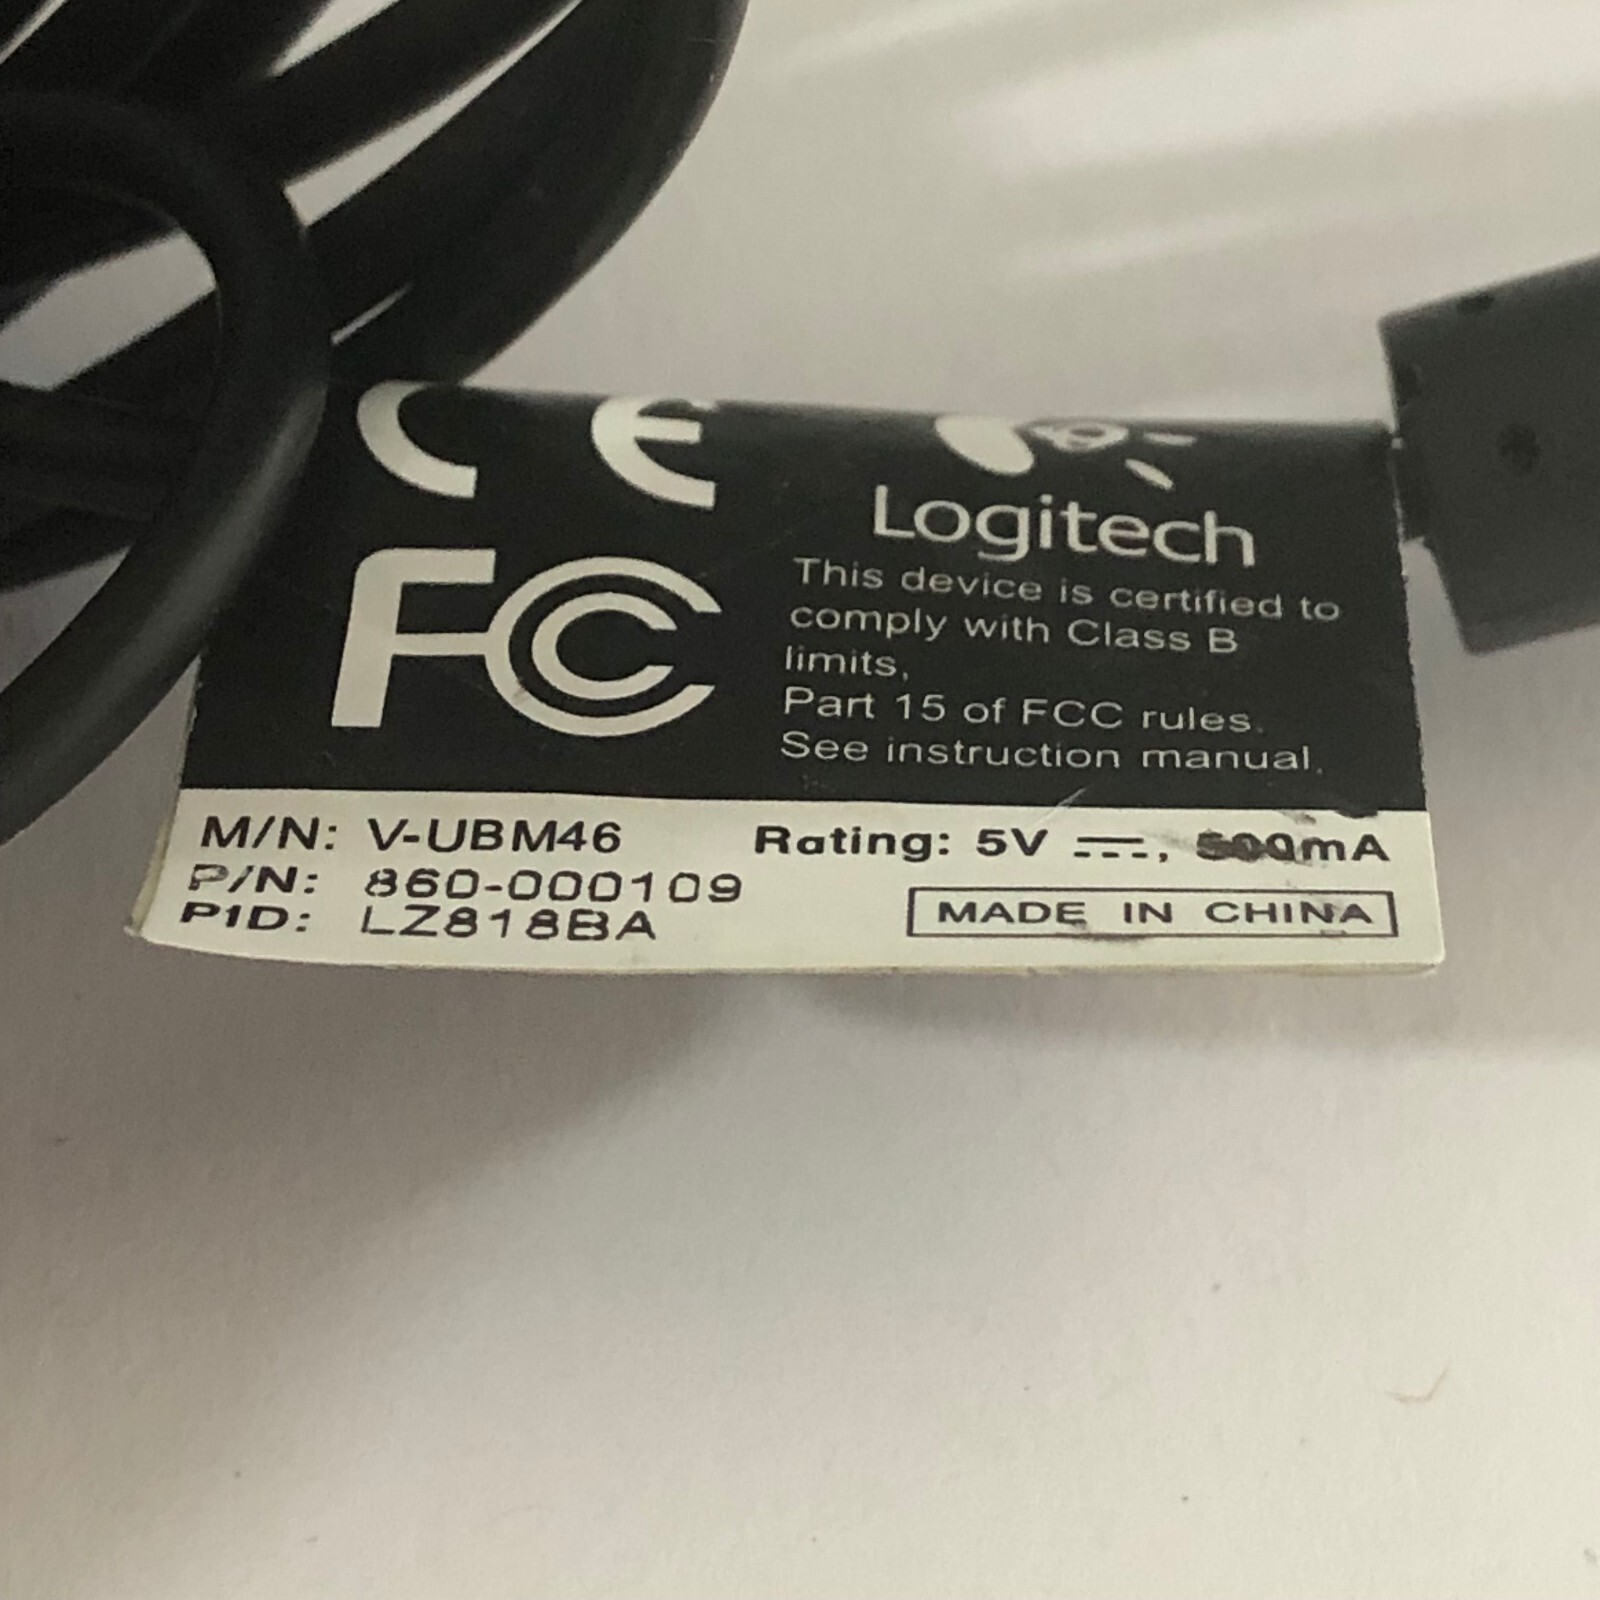 CE
FC
Logitech
This device is certified to
comply with Class B
limits,
Part 15 of FCC rules.
See instruction manual.
M/N: V-UBM46
Rating: 5V ⎓, 500mA
P/N: 860-000109
PID: LZ818BA
MADE IN CHINA